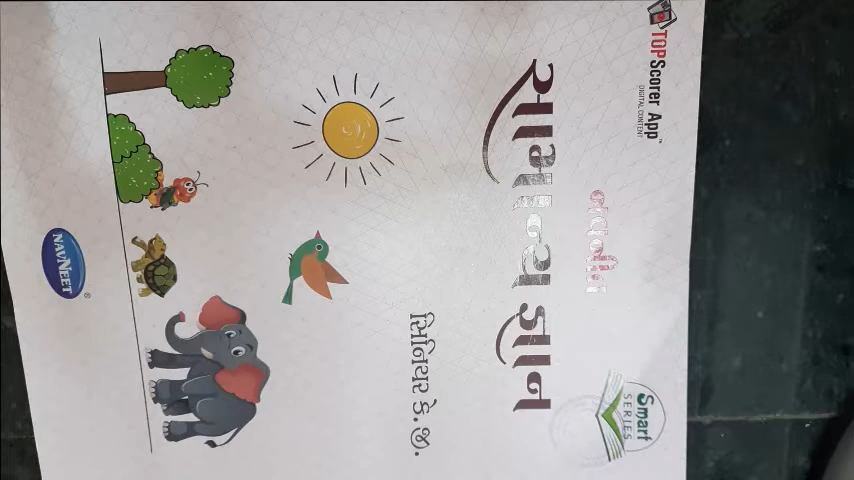 TOPScorer App™
DIGITAL CONTENT
Smart
SERIES
નવનીત
સામાન્ય જ્ઞાન
સિનિયર કે. જી.
NAVNEET®